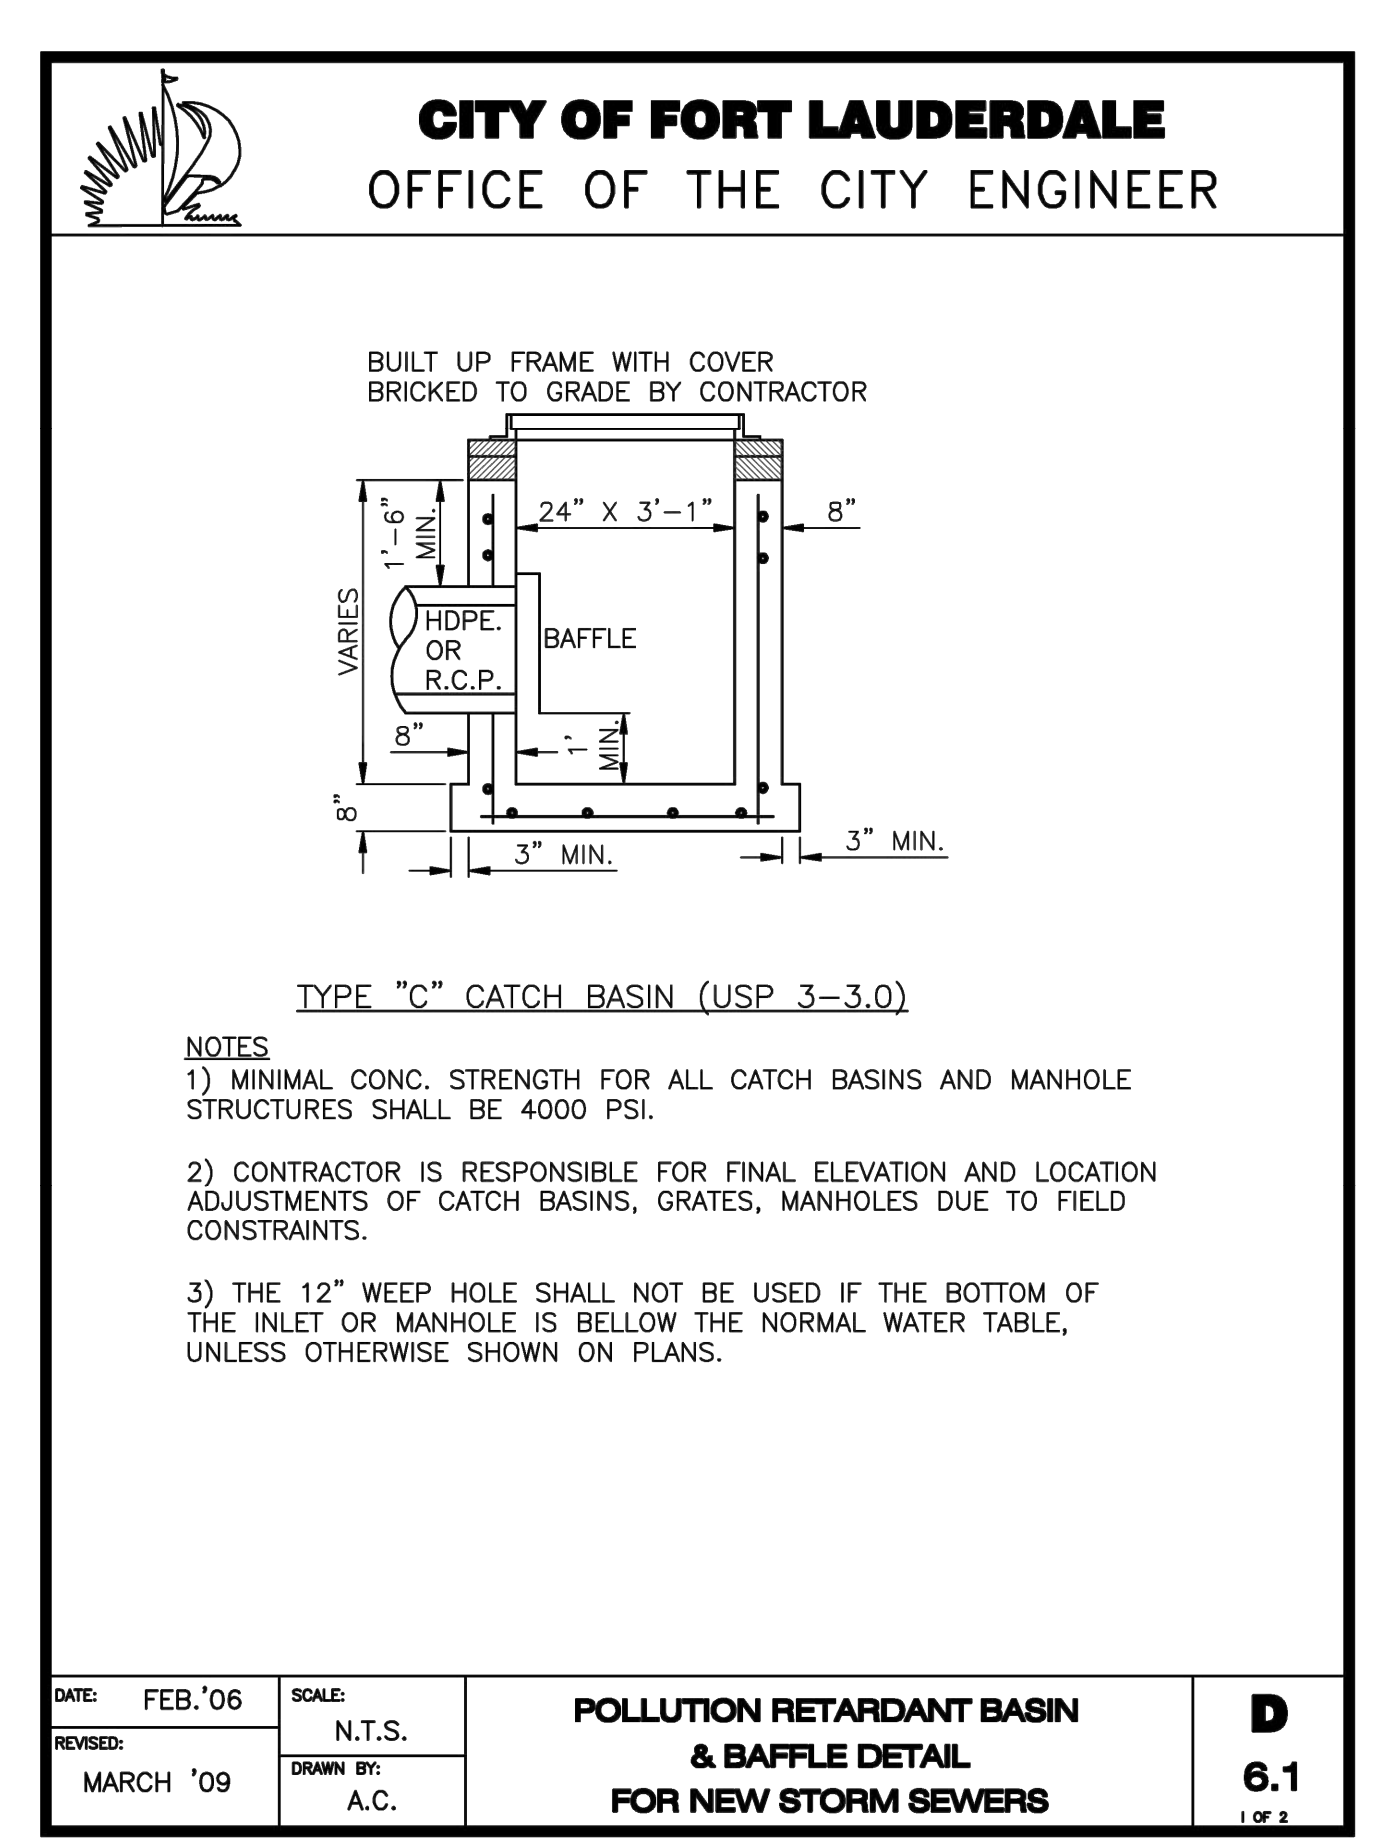 CITY OF FORT LAUDERDALE
OFFICE OF THE CITY ENGINEER
BUILT UP FRAME WITH COVER
BRICKED TO GRADE BY CONTRACTOR
24" X 3'-1"
8"
1'-6"
MIN.
VARIES
HDPE.
OR
R.C.P.
BAFFLE
8"
1'
MIN.
8"
3" MIN.
3" MIN.
TYPE "C" CATCH BASIN (USP 3-3.0)
NOTES
1) MINIMAL CONC. STRENGTH FOR ALL CATCH BASINS AND MANHOLE
STRUCTURES SHALL BE 4000 PSI.
2) CONTRACTOR IS RESPONSIBLE FOR FINAL ELEVATION AND LOCATION
ADJUSTMENTS OF CATCH BASINS, GRATES, MANHOLES DUE TO FIELD
CONSTRAINTS.
3) THE 12" WEEP HOLE SHALL NOT BE USED IF THE BOTTOM OF
THE INLET OR MANHOLE IS BELLOW THE NORMAL WATER TABLE,
UNLESS OTHERWISE SHOWN ON PLANS.
DATE: FEB.'06
REVISED:
MARCH '09
SCALE:
N.T.S.
DRAWN BY:
A.C.
POLLUTION RETARDANT BASIN
& BAFFLE DETAIL
FOR NEW STORM SEWERS
D
6.1
1 OF 2